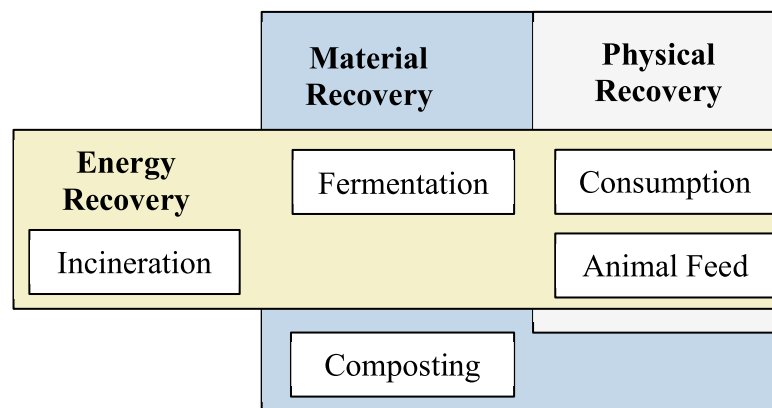 Material
Recovery
Physical
Recovery
Energy
Recovery
Fermentation
Consumption
Incineration
Animal Feed
Composting